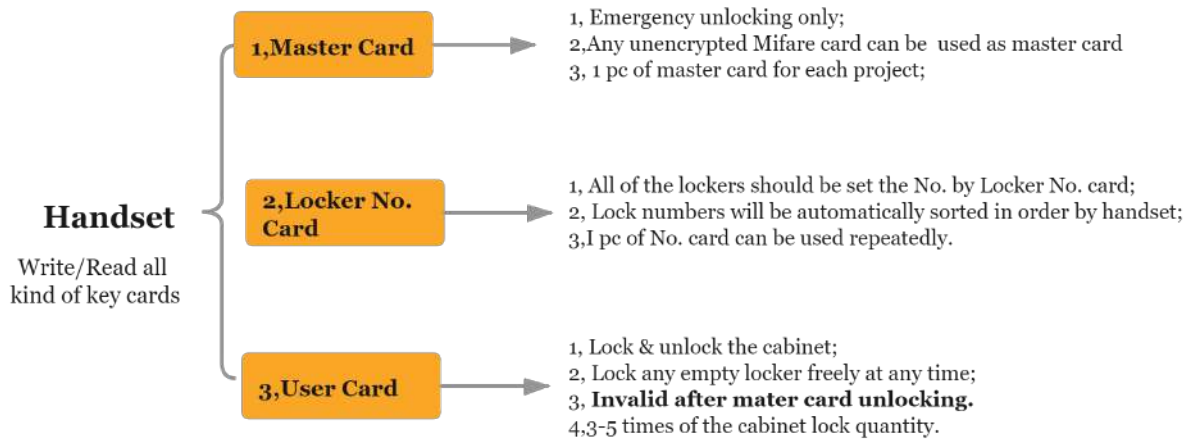 Handset
Write/Read all
kind of key cards
1,Master Card
1, Emergency unlocking only;
2,Any unencrypted Mifare card can be used as master card
3, 1 pc of master card for each project;
2,Locker No.
Card
1, All of the lockers should be set the No. by Locker No. card;
2, Lock numbers will be automatically sorted in order by handset;
3,I pc of No. card can be used repeatedly.
3,User Card
1, Lock & unlock the cabinet;
2, Lock any empty locker freely at any time;
3, Invalid after mater card unlocking.
4,3-5 times of the cabinet lock quantity.